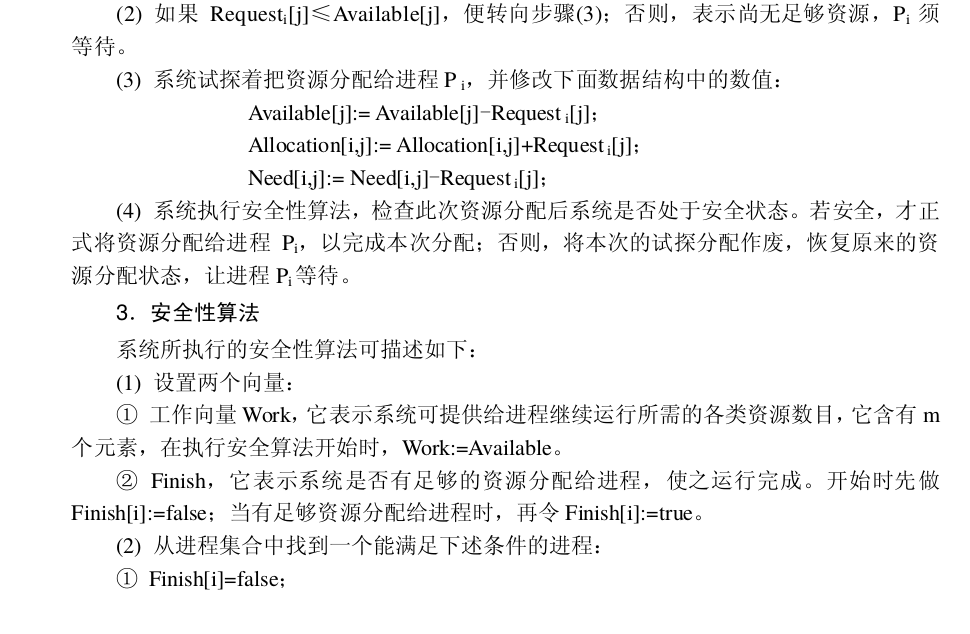 (2) 如果 Requesti[j]≤Available[j]，便转向步骤(3)；否则，表示尚无足够资源，Pi 须
等待。
(3) 系统试探着把资源分配给进程 P i，并修改下面数据结构中的数值：
Available[j]:= Available[j]-Request i[j]；
Allocation[i,j]:= Allocation[i,j]+Request i[j]；
Need[i,j]:= Need[i,j]-Request i[j]；
(4) 系统执行安全性算法，检查此次资源分配后系统是否处于安全状态。若安全，才正
式将资源分配给进程 Pi，以完成本次分配；否则，将本次的试探分配作废，恢复原来的资
源分配状态，让进程 Pi 等待。
3．安全性算法
系统所执行的安全性算法可描述如下：
(1) 设置两个向量：
① 工作向量 Work，它表示系统可提供给进程继续运行所需的各类资源数目，它含有 m
个元素，在执行安全算法开始时，Work:=Available。
② Finish，它表示系统是否有足够的资源分配给进程，使之运行完成。开始时先做
Finish[i]:=false；当有足够资源分配给进程时，再令 Finish[i]:=true。
(2) 从进程集合中找到一个能满足下述条件的进程：
① Finish[i]=false；